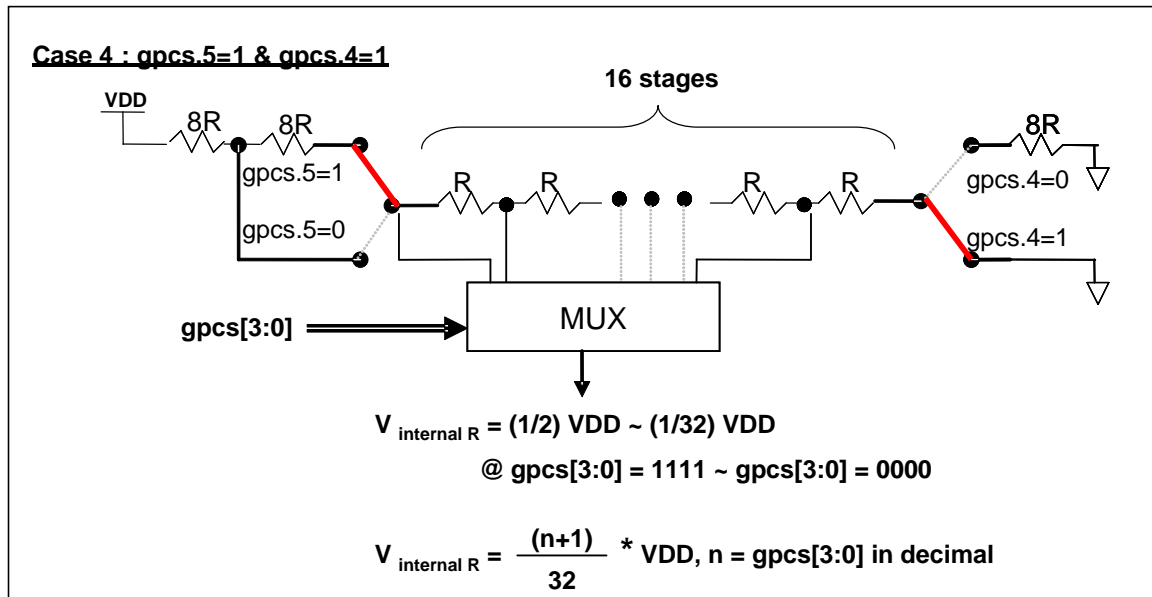 Case 4 : gpcs.5=1 & gpcs.4=1
16 stages
VDD
8R 8R 8R
gpcs.5=1
R R R R
gpcs.4=0
gpcs.5=0
gpcs.4=1
MUX
gpcs[3:0]
V internal R = (1/2) VDD ~ (1/32) VDD
@ gpcs[3:0] = 1111 ~ gpcs[3:0] = 0000
V internal R = (n+1) / 32 * VDD, n = gpcs[3:0] in decimal